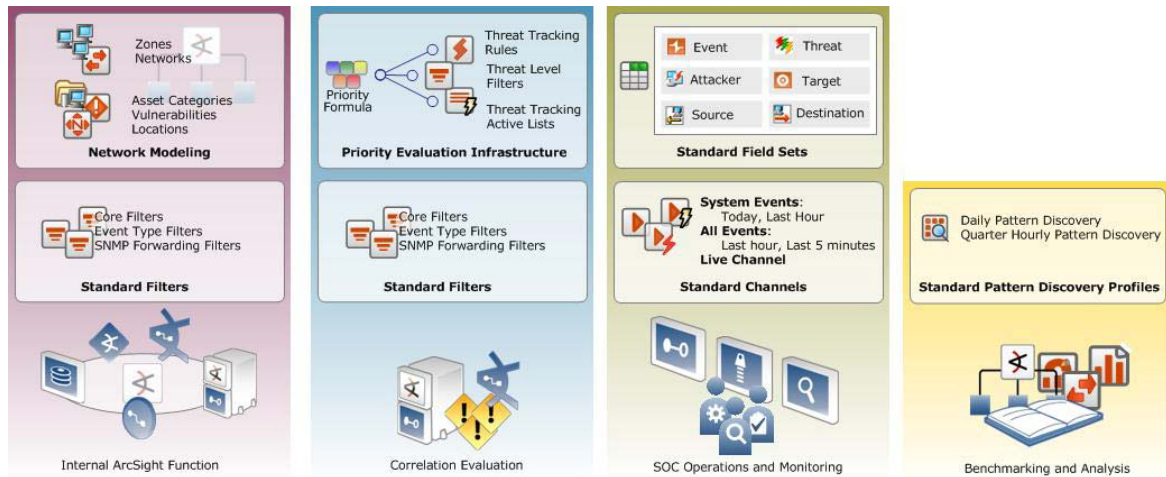 Zones
Networks
Asset Categories
Vulnerabilities
Locations
Network Modeling
Core Filters
Event Type Filters
SNMP Forwarding Filters
Standard Filters
Internal ArcSight Function
Priority
Formula
Threat Tracking
Rules
Threat Level
Filters
Threat Tracking
Active Lists
Priority Evaluation Infrastructure
Core Filters
Event Type Filters
SNMP Forwarding Filters
Standard Filters
Correlation Evaluation
Event
Threat
Attacker
Target
Source
Destination
Standard Field Sets
System Events:
Today, Last Hour
All Events:
Last hour, Last 5 minutes
Live Channel
Standard Channels
SOC Operations and Monitoring
Daily Pattern Discovery
Quarter Hourly Pattern Discovery
Standard Pattern Discovery Profiles
Benchmarking and Analysis